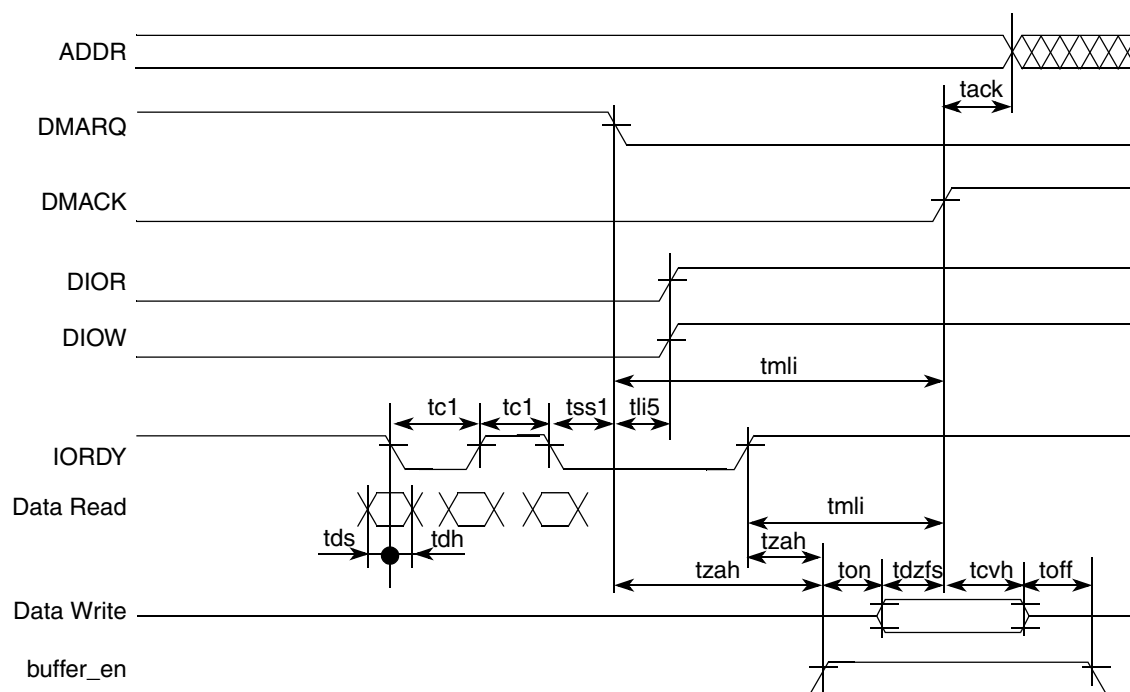 ADDR
tack
DMARQ
DMACK
DIOR
DIOW
tmli
tc1 tc1 tss1 tli5
IORDY
Data Read
tmli
tds tdh
tzah
tzah ton tdzfs tcvh toff
Data Write
buffer_en